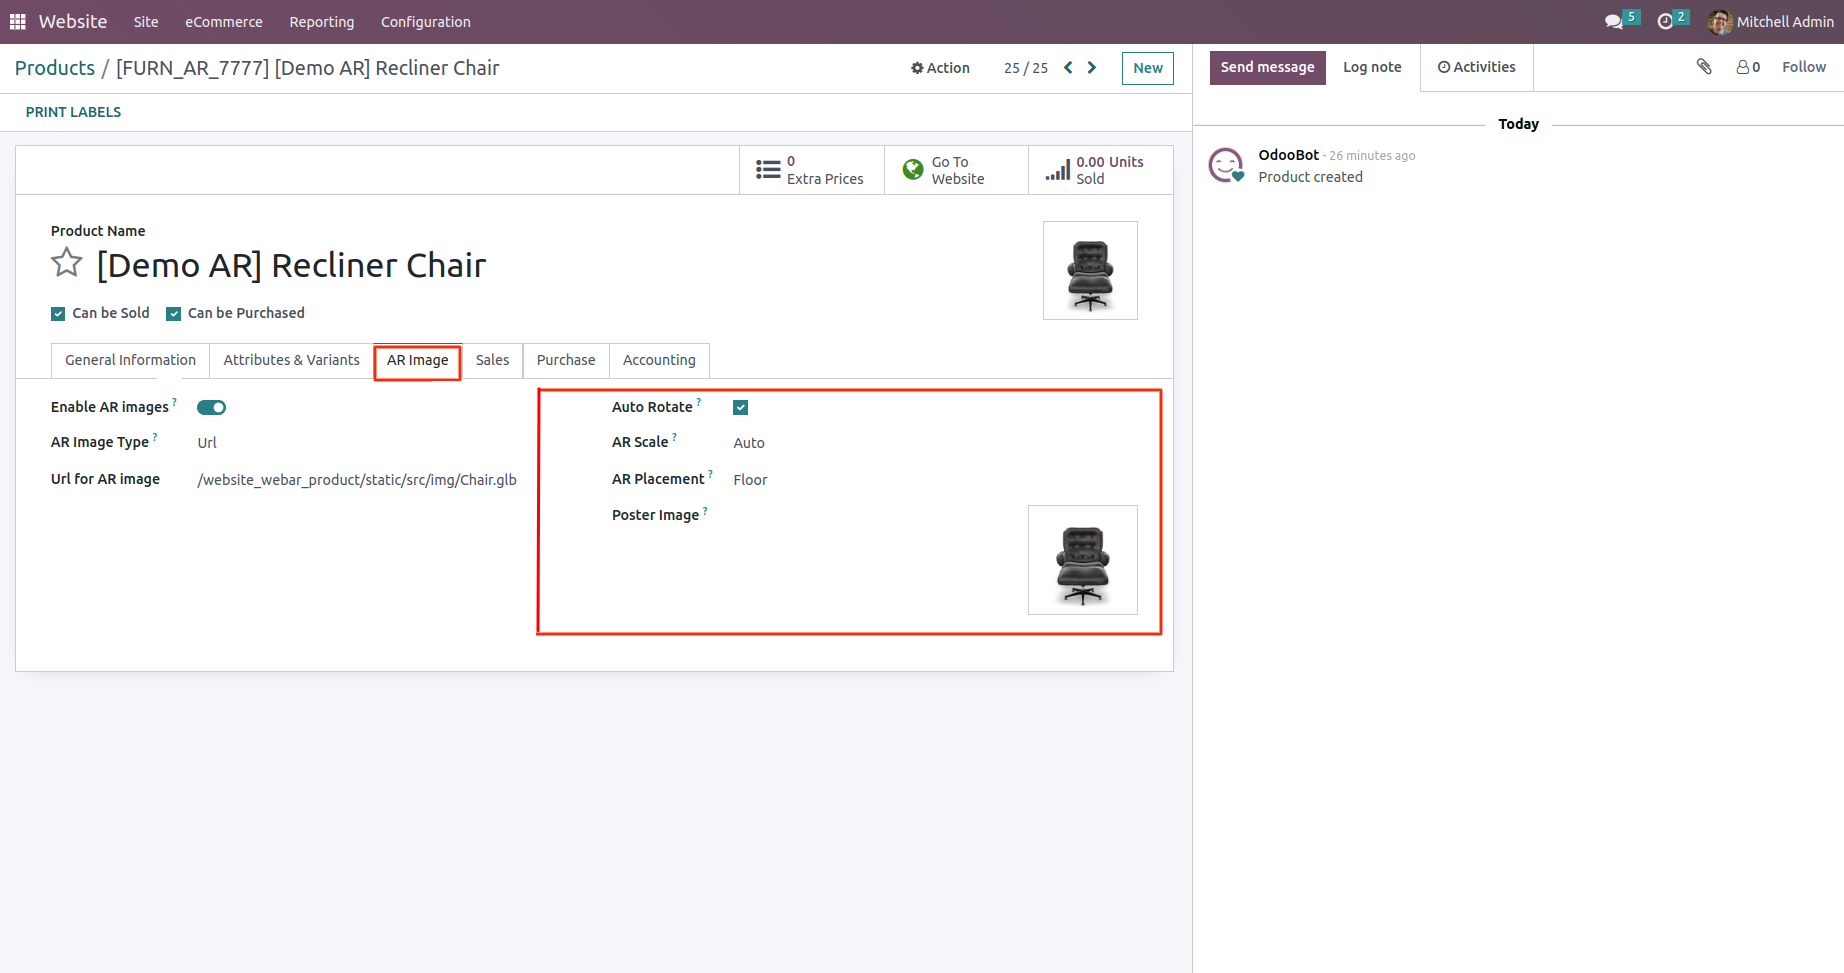 Website Site eCommerce Reporting Configuration 5 2 Mitchell Admin
Products / [FURN_AR_7777] [Demo AR] Recliner Chair Action 25 / 25 New
Send message Log note Activities 0 Follow
PRINT LABELS
Today
0
Extra Prices
Go To
Website
0.00 Units
Sold
OdooBot - 26 minutes ago
Product created
Product Name
[Demo AR] Recliner Chair
Can be Sold Can be Purchased
General Information Attributes & Variants AR Image Sales Purchase Accounting
Enable AR images ?
AR Image Type ? Url
Url for AR image /website_webar_product/static/src/img/Chair.glb
Auto Rotate ?
AR Scale ? Auto
AR Placement ? Floor
Poster Image ?